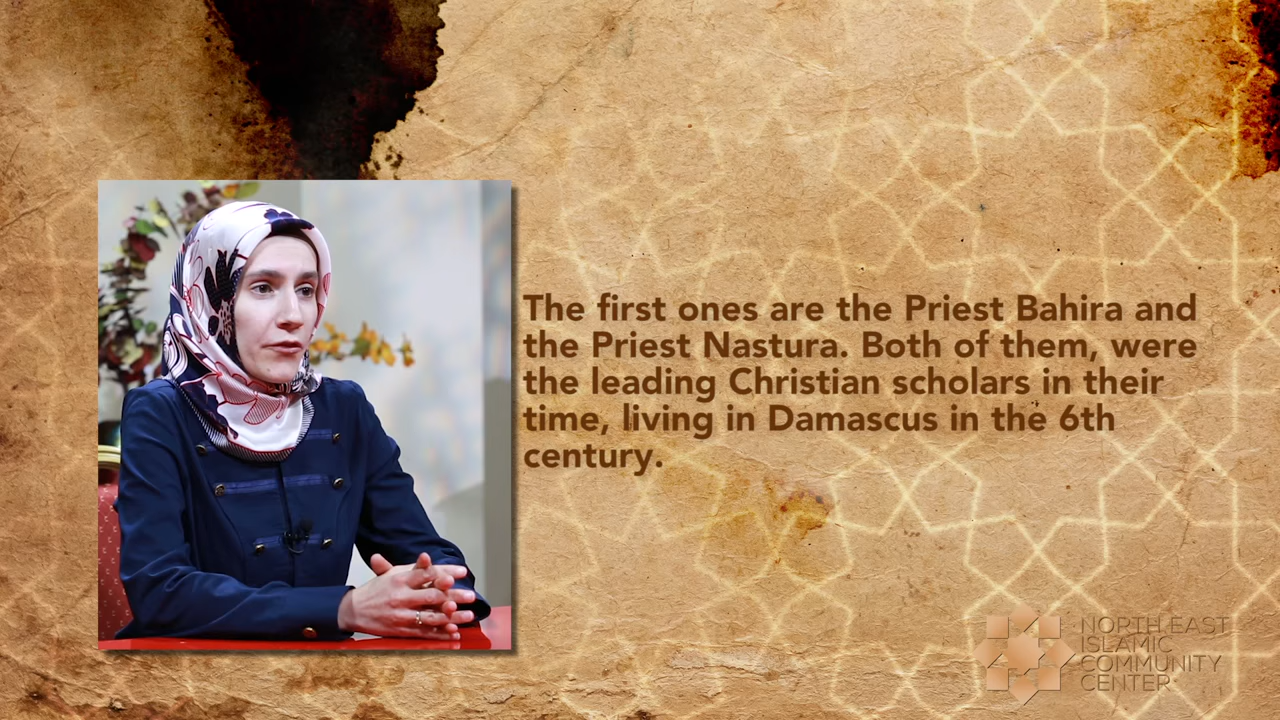 The first ones are the Priest Bahira and
the Priest Nastura. Both of them, were
the leading Christian scholars in their
time, living in Damascus in the 6th
century.
NORTH EAST
ISLAMIC
COMMUNITY
CENTER